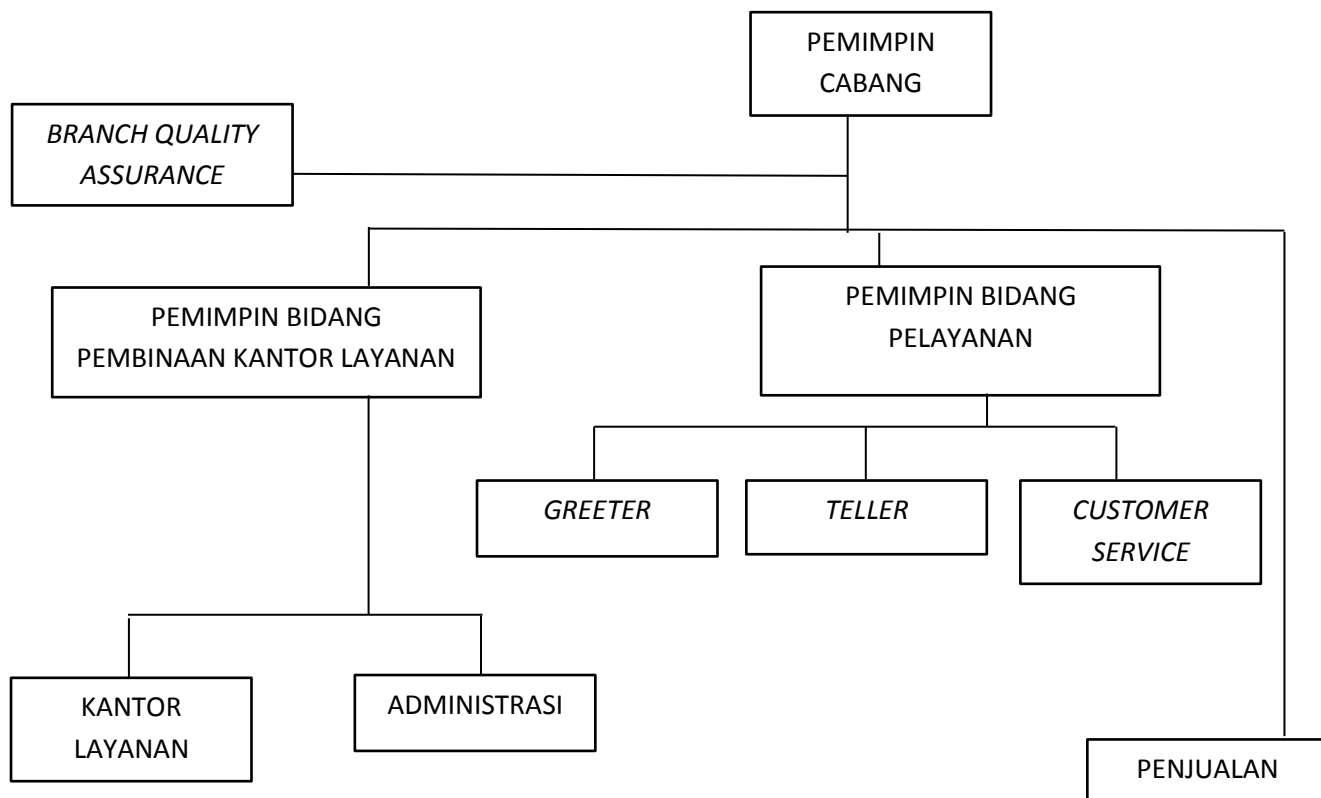 PEMIMPIN
CABANG
BRANCH QUALITY
ASSURANCE
PEMIMPIN BIDANG
PEMBINAAN KANTOR LAYANAN
PEMIMPIN BIDANG
PELAYANAN
GREETER
TELLER
CUSTOMER
SERVICE
KANTOR
LAYANAN
ADMINISTRASI
PENJUALAN